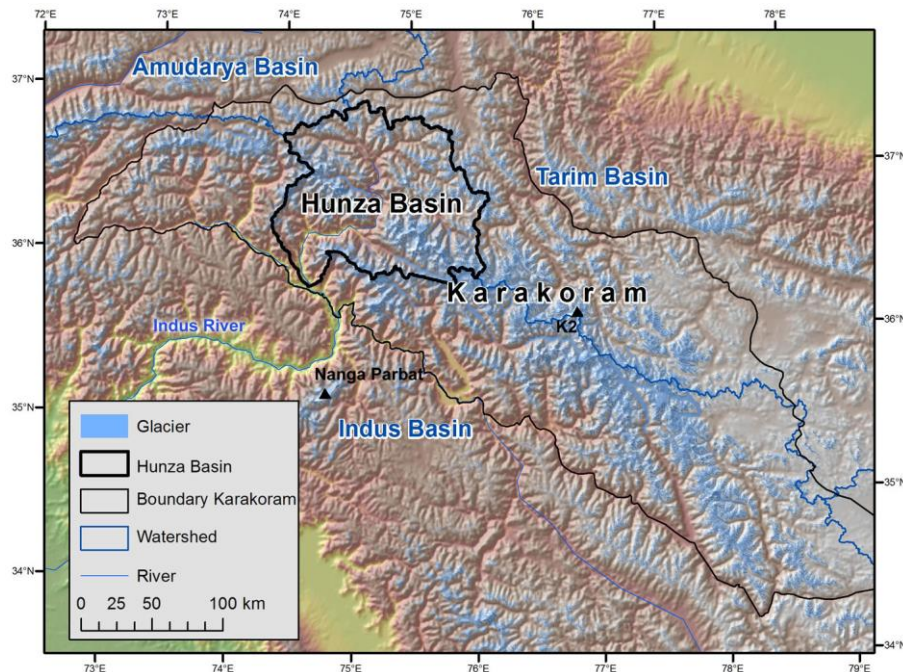 72°E 73°E 74°E 75°E 76°E 77°E 78°E
37°N
Amudarya Basin
37°N
Tarim Basin
Hunza Basin
36°N
Karakoram
36°N
K2
Indus River
Nanga Parbat
35°N
Indus Basin
Glacier
Hunza Basin
Boundary Karakoram
35°N
Watershed
34°N
River
0 25 50 100 km
34°N
73°E 74°E 75°E 76°E 77°E 78°E 79°E